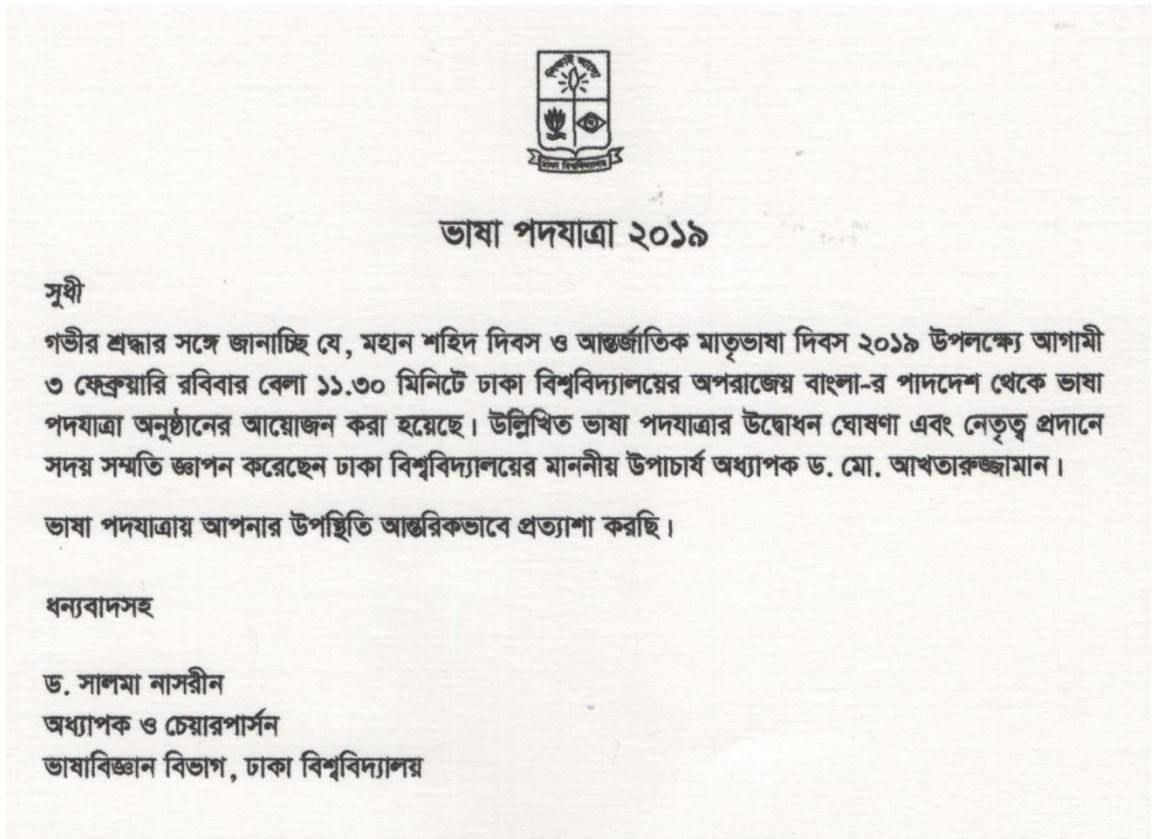 শিক্ষাই আলো
ঢাকা বিশ্ববিদ্যালয়
ভাষা পদযাত্রা ২০১৯
সুধী
গভীর শ্রদ্ধার সঙ্গে জানাচ্ছি যে, মহান শহিদ দিবস ও আন্তর্জাতিক মাতৃভাষা দিবস ২০১৯ উপলক্ষ্যে আগামী
৩ ফেব্রুয়ারি রবিবার বেলা ১১.৩০ মিনিটে ঢাকা বিশ্ববিদ্যালয়ের অপরাজেয় বাংলা-র পাদদেশ থেকে ভাষা
পদযাত্রা অনুষ্ঠানের আয়োজন করা হয়েছে। উল্লিখিত ভাষা পদযাত্রার উদ্বোধন ঘোষণা এবং নেতৃত্ব প্রদানে
সদয় সম্মতি জ্ঞাপন করেছেন ঢাকা বিশ্ববিদ্যালয়ের মাননীয় উপাচার্য অধ্যাপক ড. মো. আখতারুজ্জামান।
ভাষা পদযাত্রায় আপনার উপস্থিতি আন্তরিকভাবে প্রত্যাশা করছি।
ধন্যবাদসহ
ড. সালমা নাসরীন
অধ্যাপক ও চেয়ারপার্সন
ভাষাবিজ্ঞান বিভাগ, ঢাকা বিশ্ববিদ্যালয়